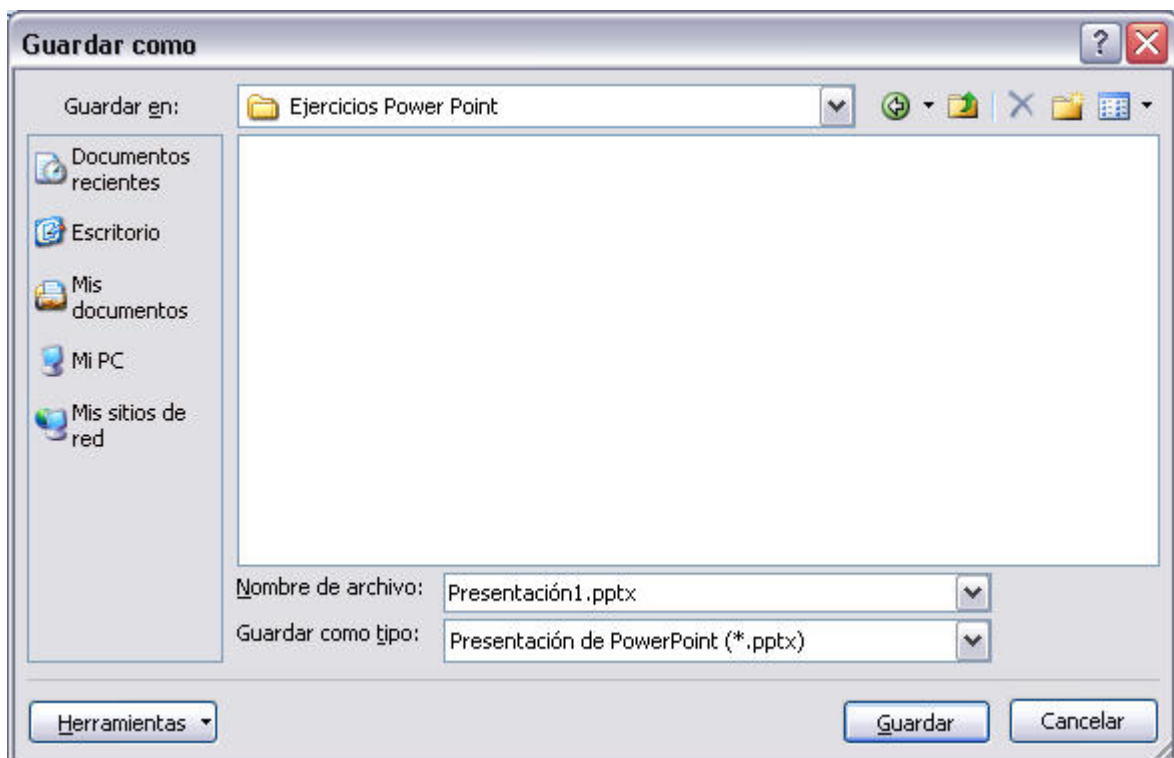 Guardar como
?
Guardar en:
Ejercicios Power Point
Documentos
recientes
Escritorio
Mis
documentos
Mi PC
Mis sitios de
red
Nombre de archivo:
Presentación1.pptx
Guardar como tipo:
Presentación de PowerPoint (*.pptx)
Herramientas
Guardar
Cancelar